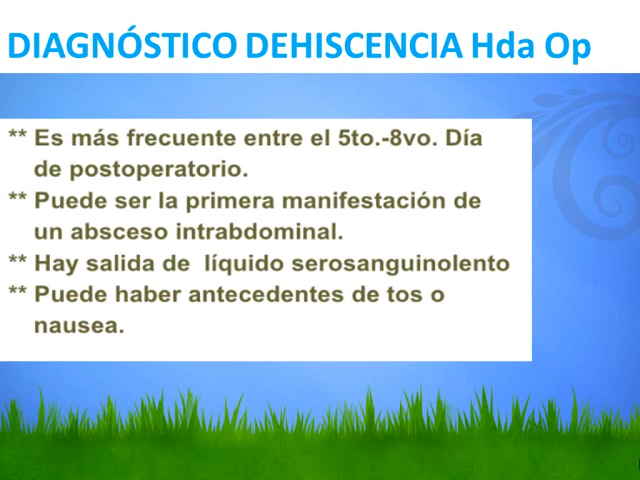 DIAGNÓSTICO DEHISCENCIA Hda Op
** Es más frecuente entre el 5to.-8vo. Día
de postoperatorio.
** Puede ser la primera manifestación de
un absceso intrabdominal.
** Hay salida de  líquido serosanguinolento
** Puede haber antecedentes de tos o
nausea.